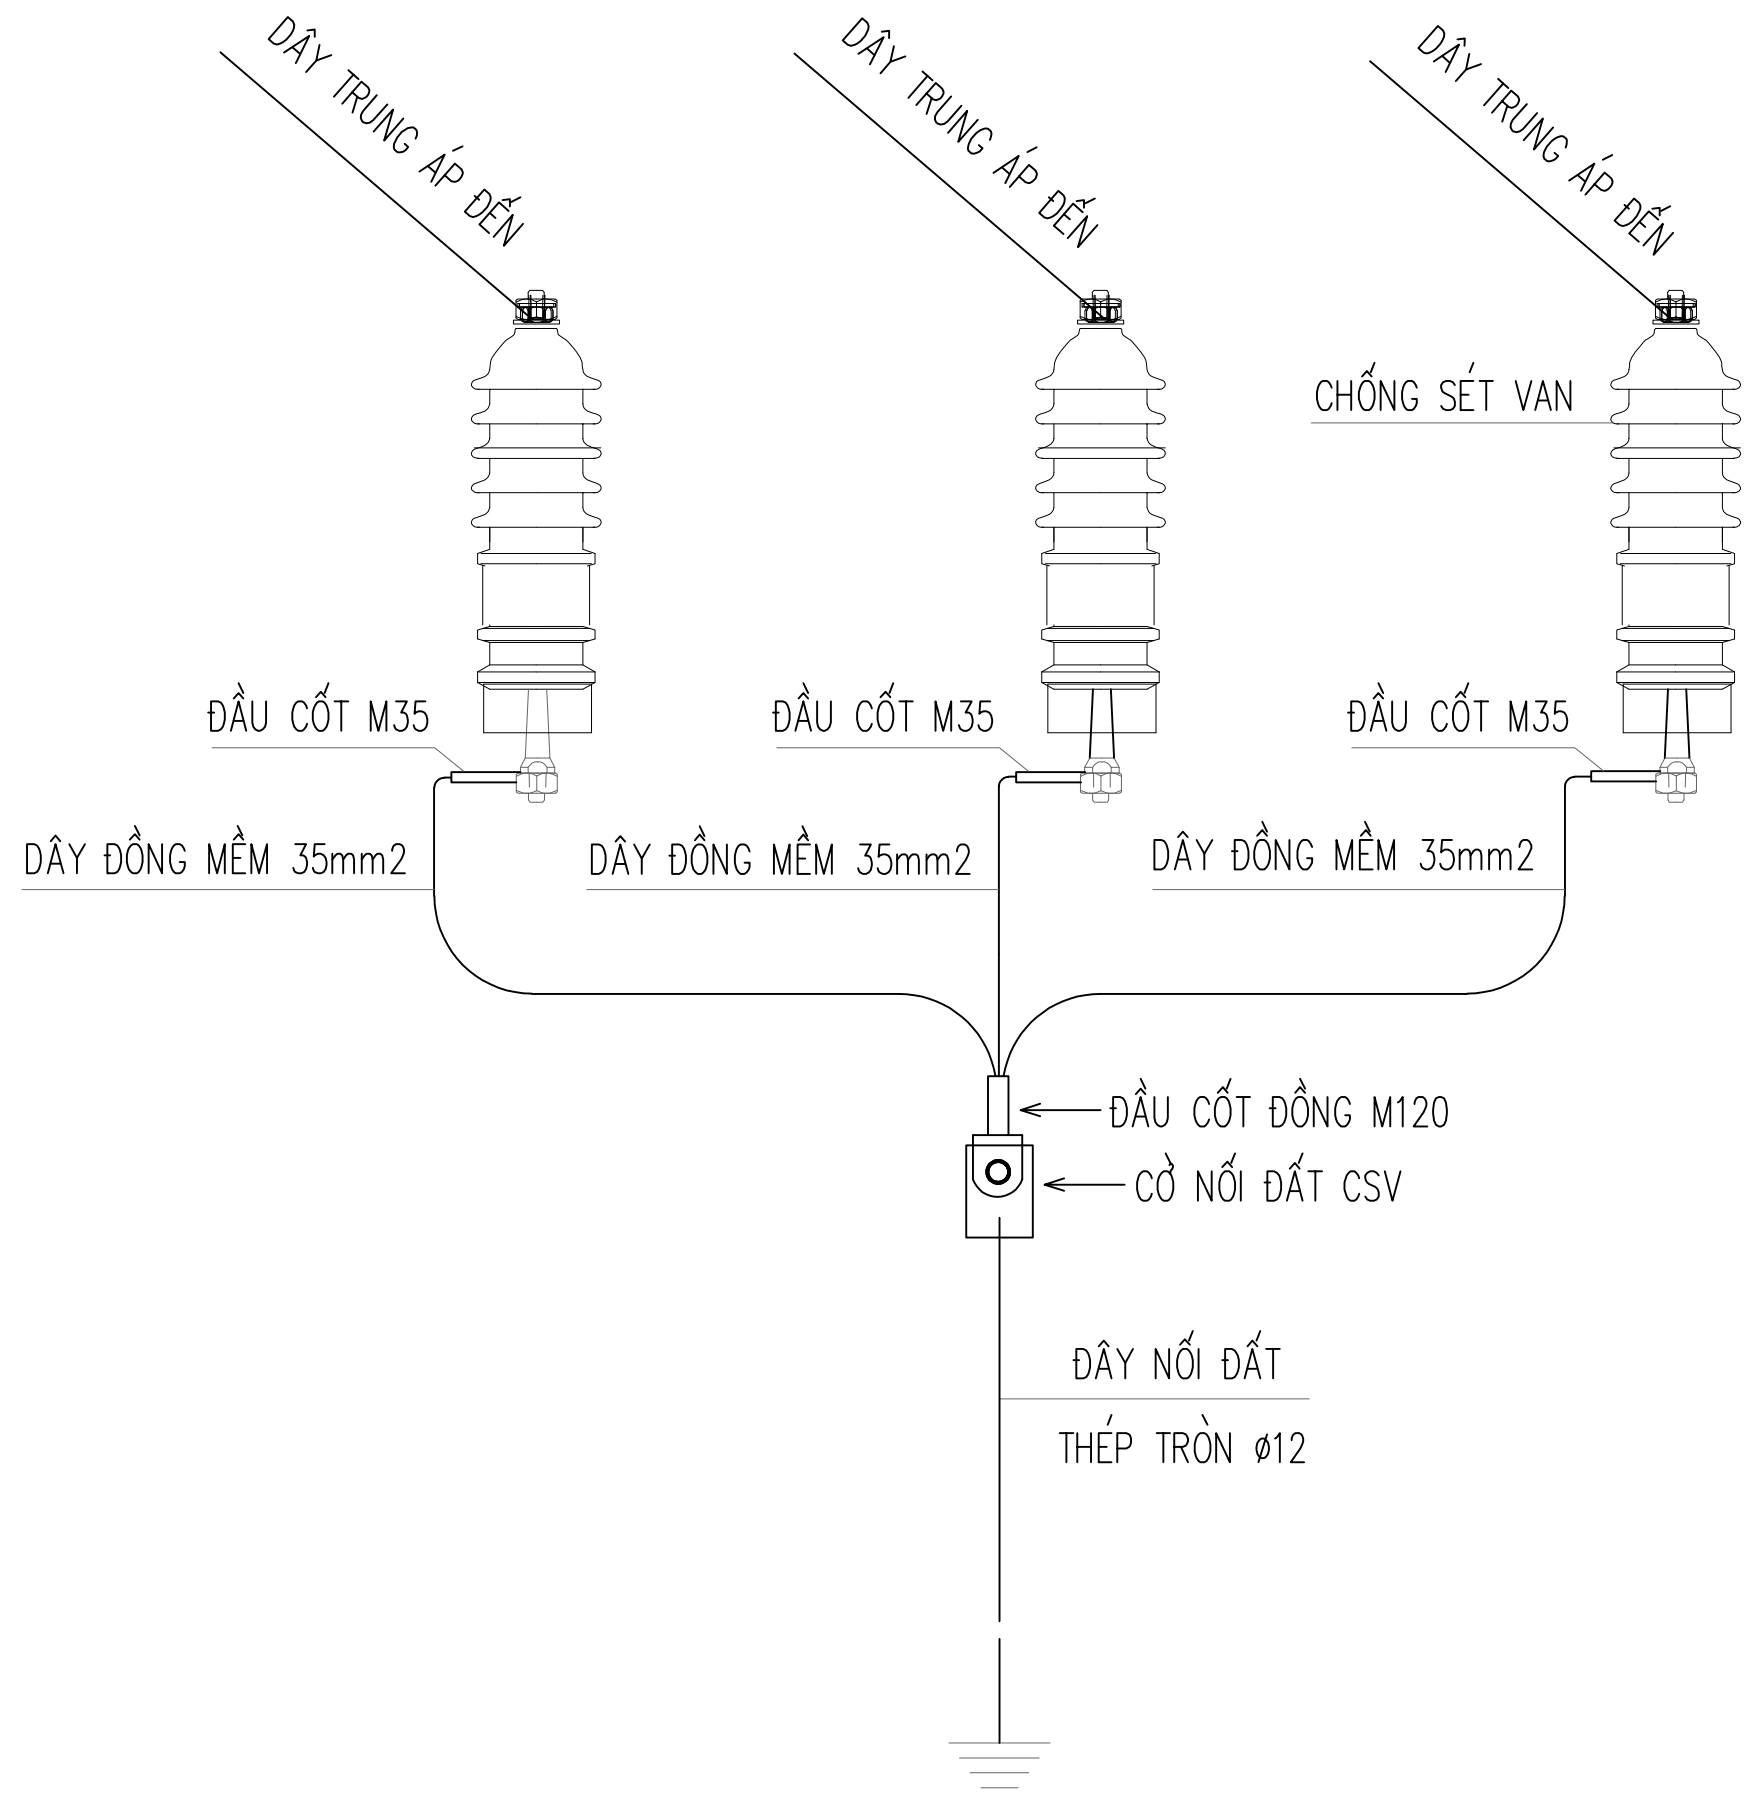 DÂY TRUNG ÁP ĐẾN
DÂY TRUNG ÁP ĐẾN
DÂY TRUNG ÁP ĐẾN
CHỐNG SÉT VAN
ĐẦU CỐT M35
ĐẦU CỐT M35
ĐẦU CỐT M35
DÂY ĐỒNG MỀM 35mm2
DÂY ĐỒNG MỀM 35mm2
DÂY ĐỒNG MỀM 35mm2
ĐẦU CỐT ĐỒNG M120
CỜ NỐI ĐẤT CSV
ĐÂY NỐI ĐẤT
THÉP TRÒN ø12